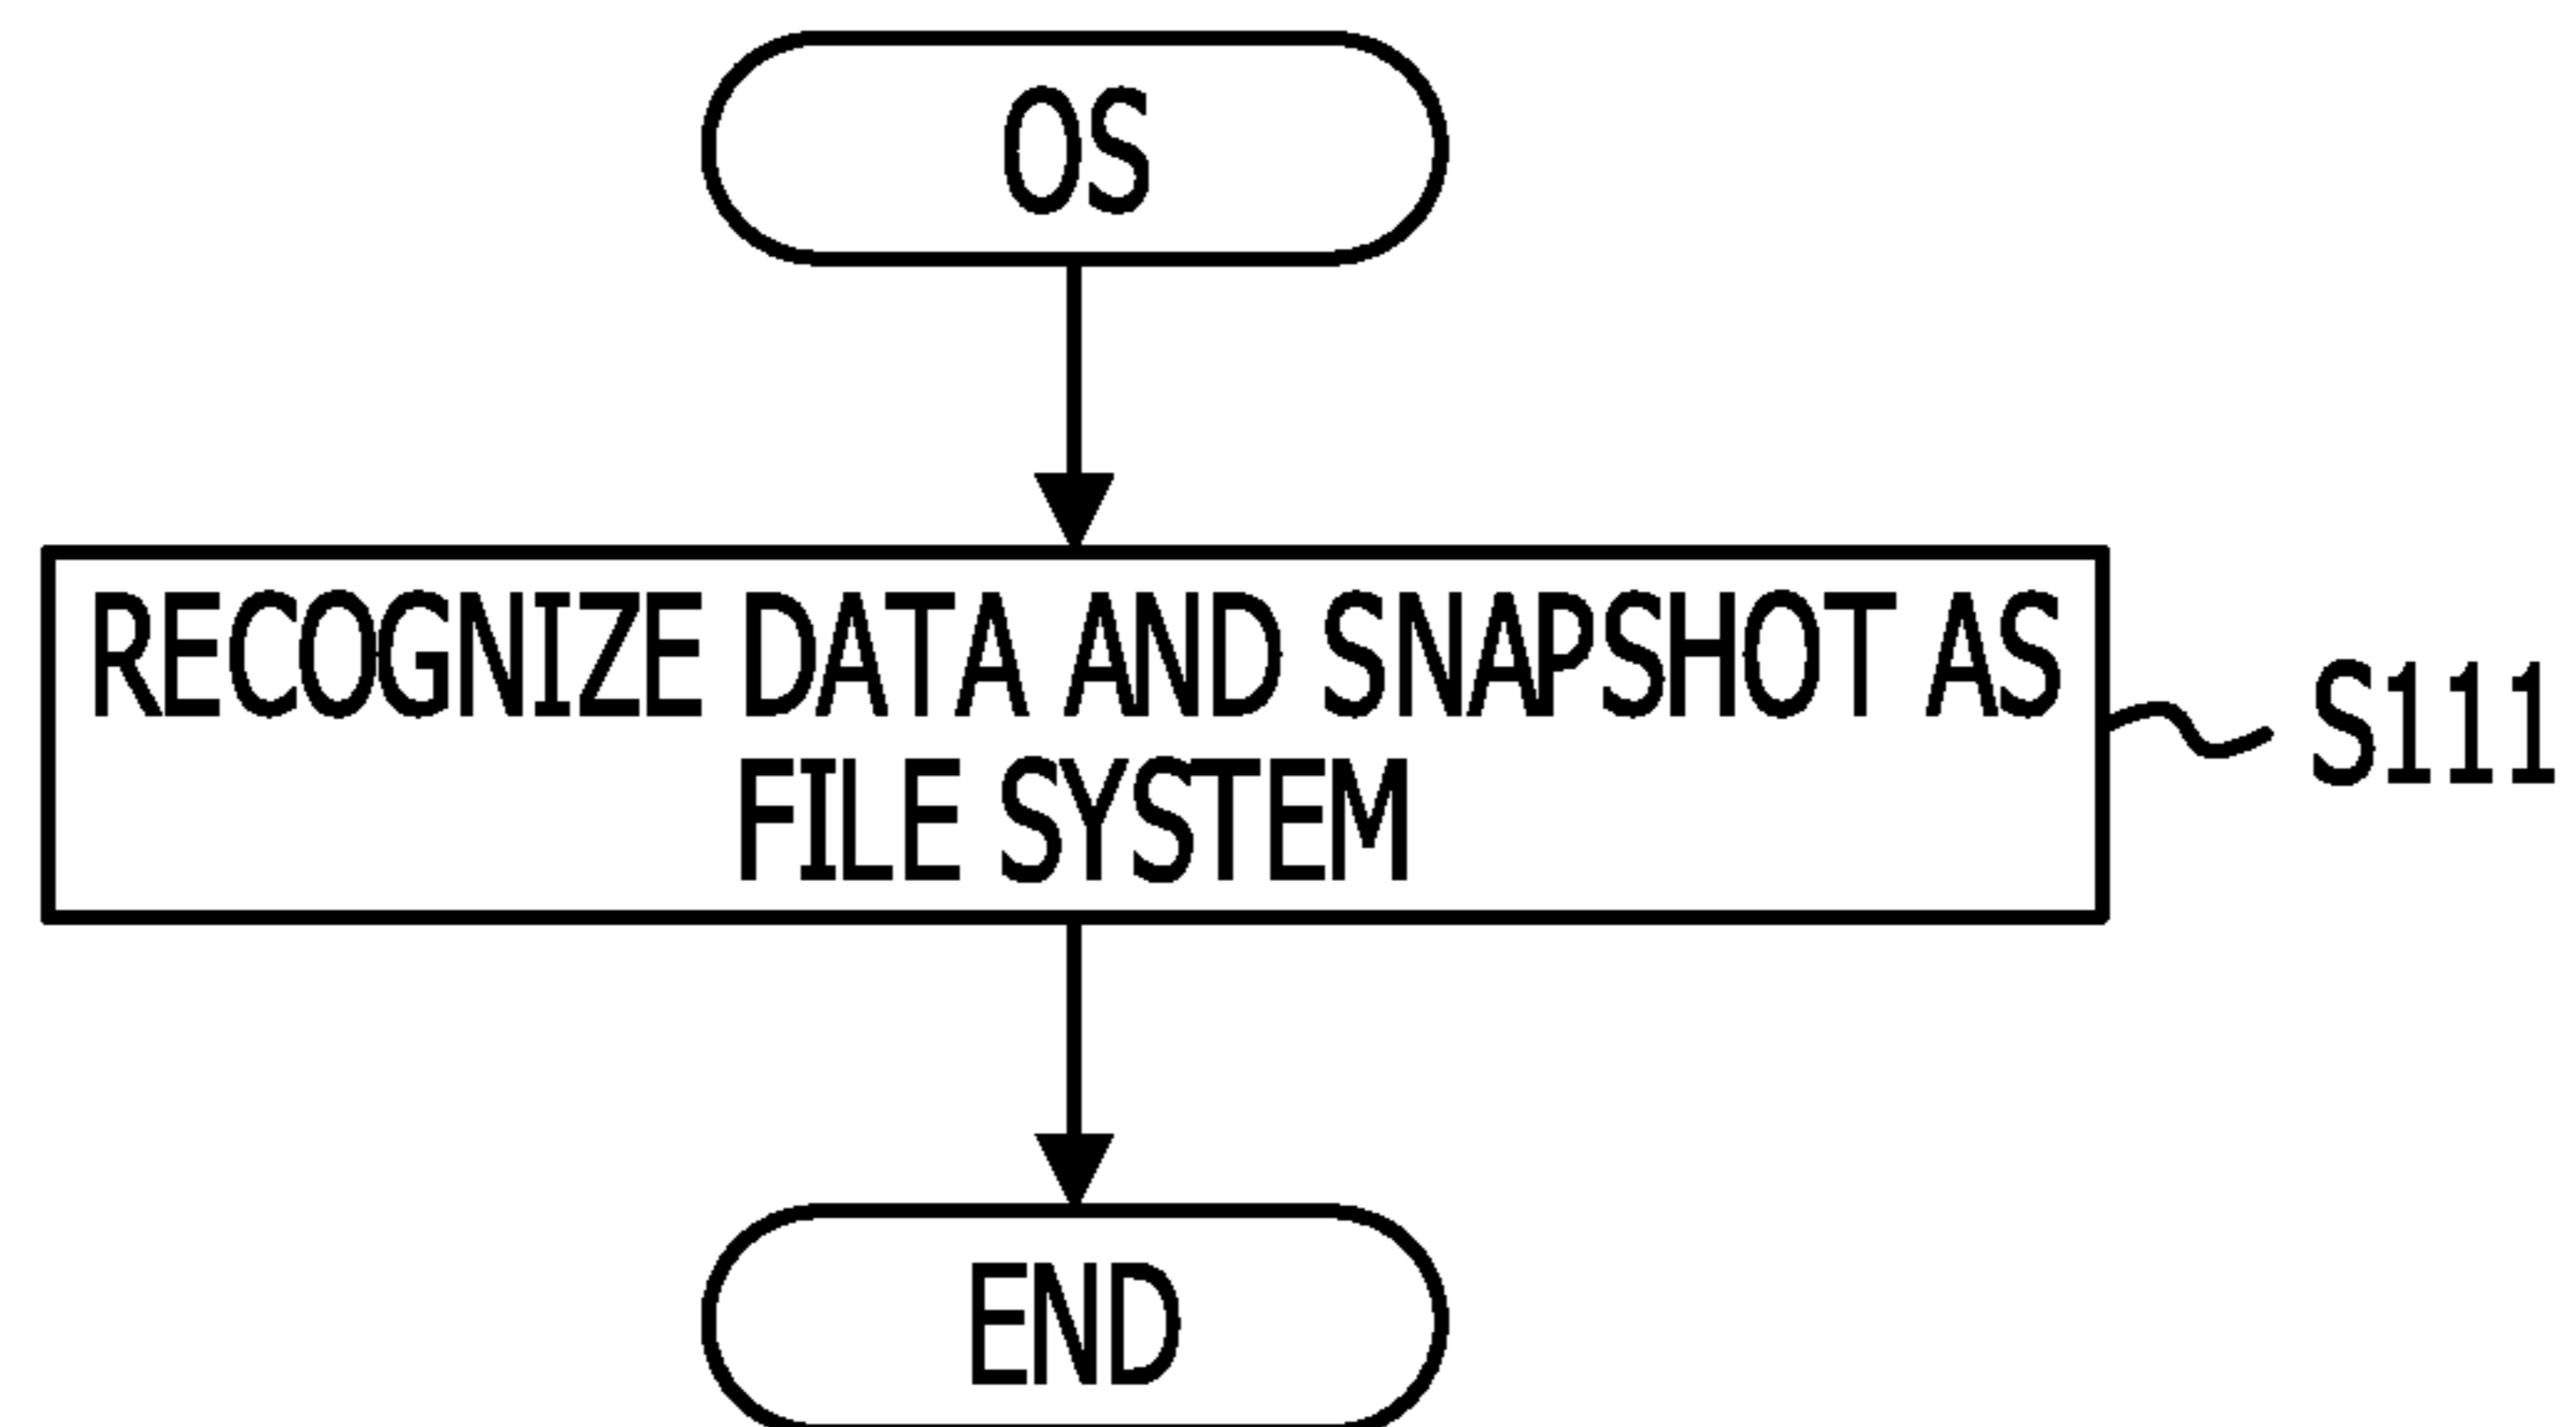 OS
RECOGNIZE DATA AND SNAPSHOT AS
FILE SYSTEM
S111
END